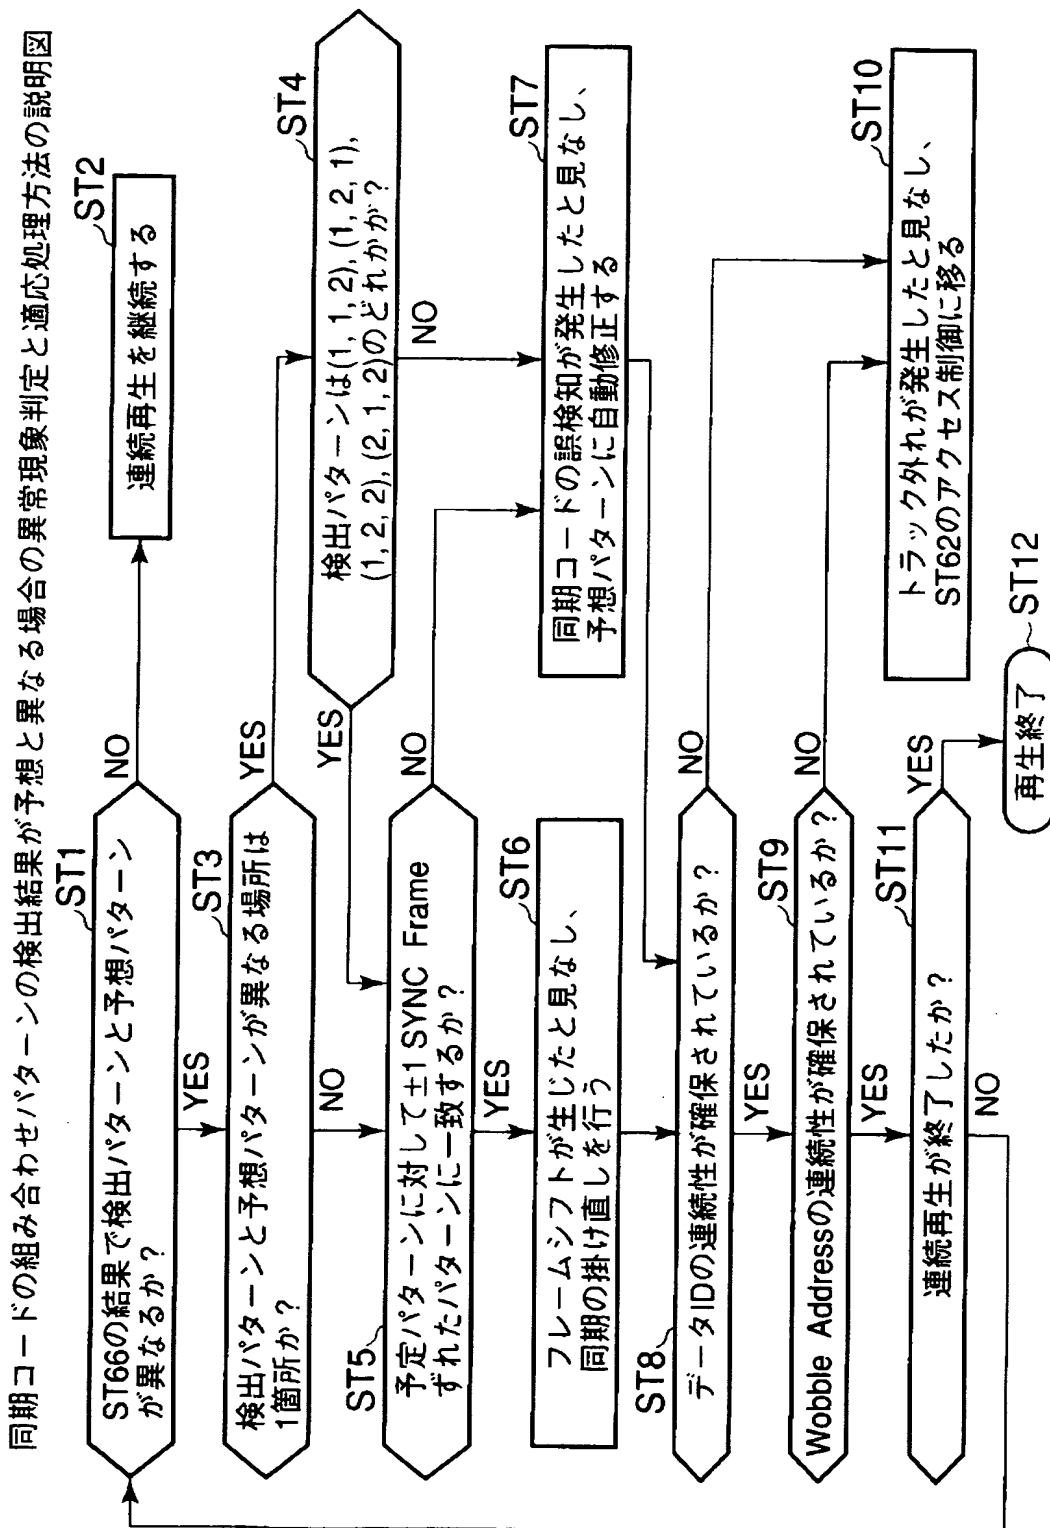 同期コードの組み合わせパターンの検出結果が予想と異なる場合の異常現象判定と適応処理方法の説明図
ST1
ST66の結果で検出パターンと予想パターン
が異なるか？
NO
YES
ST2
連続再生を継続する
ST3
検出パターンと予想パターンが異なる場所は
1箇所か？
YES
NO
ST4
検出パターンは(1, 1, 2), (1, 2, 1),
(1, 2, 2), (2, 1, 2)のどれかか？
YES
NO
ST5
予定パターンに対して±1 SYNC Frame
ずれたパターンに一致するか？
NO
YES
ST6
フレームシフトが生じたと見なし、
同期の掛け直しを行う
ST7
同期コードの誤検知が発生したと見なし、
予想パターンに自動修正する
ST8
データIDの連続性が確保されているか？
NO
YES
ST9
Wobble Addressの連続性が確保されているか？
NO
YES
ST10
トラック外れが発生したと見なし、
ST62のアクセス制御に移る
ST11
連続再生が終了したか？
YES
NO
ST12
再生終了